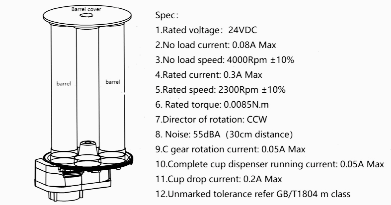 Barrel cover
barrel
barrel
Spec:
1.Rated voltage: 24VDC
2.No load current: 0.08A Max
3.No load speed: 4000Rpm ±10%
4.Rated current: 0.3A Max
5.Rated speed: 2300Rpm ±10%
6. Rated torque: 0.0085N.m
7.Director of rotation: CCW
8. Noise: 55dBA (30cm distance)
9.C gear rotation current: 0.05A Max
10.Complete cup dispenser running current: 0.05A Max
11.Cup drop current: 0.2A Max
12.Unmarked tolerance refer GB/T1804 m class